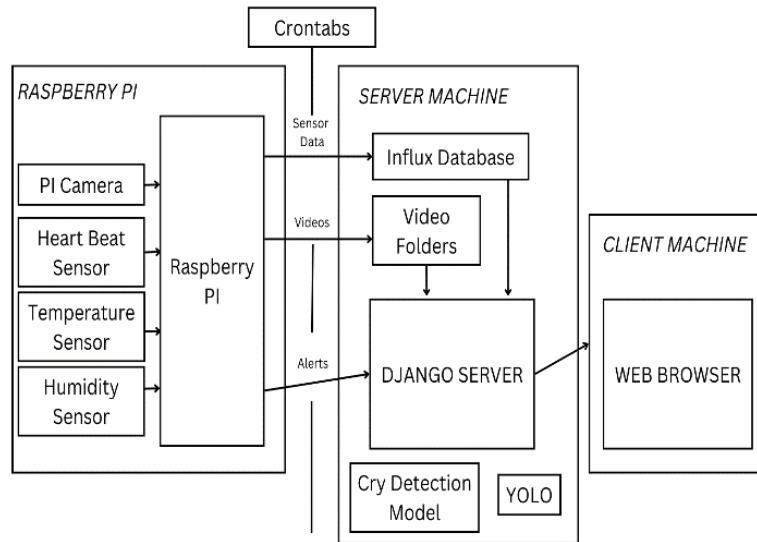 Crontabs
RASPBERRY PI
PI Camera
Heart Beat
Sensor
Temperature
Sensor
Humidity
Sensor
Raspberry
PI
Sensor
Data
Videos
Alerts
SERVER MACHINE
Influx Database
Video
Folders
DJANGO SERVER
Cry Detection
Model
YOLO
CLIENT MACHINE
WEB BROWSER